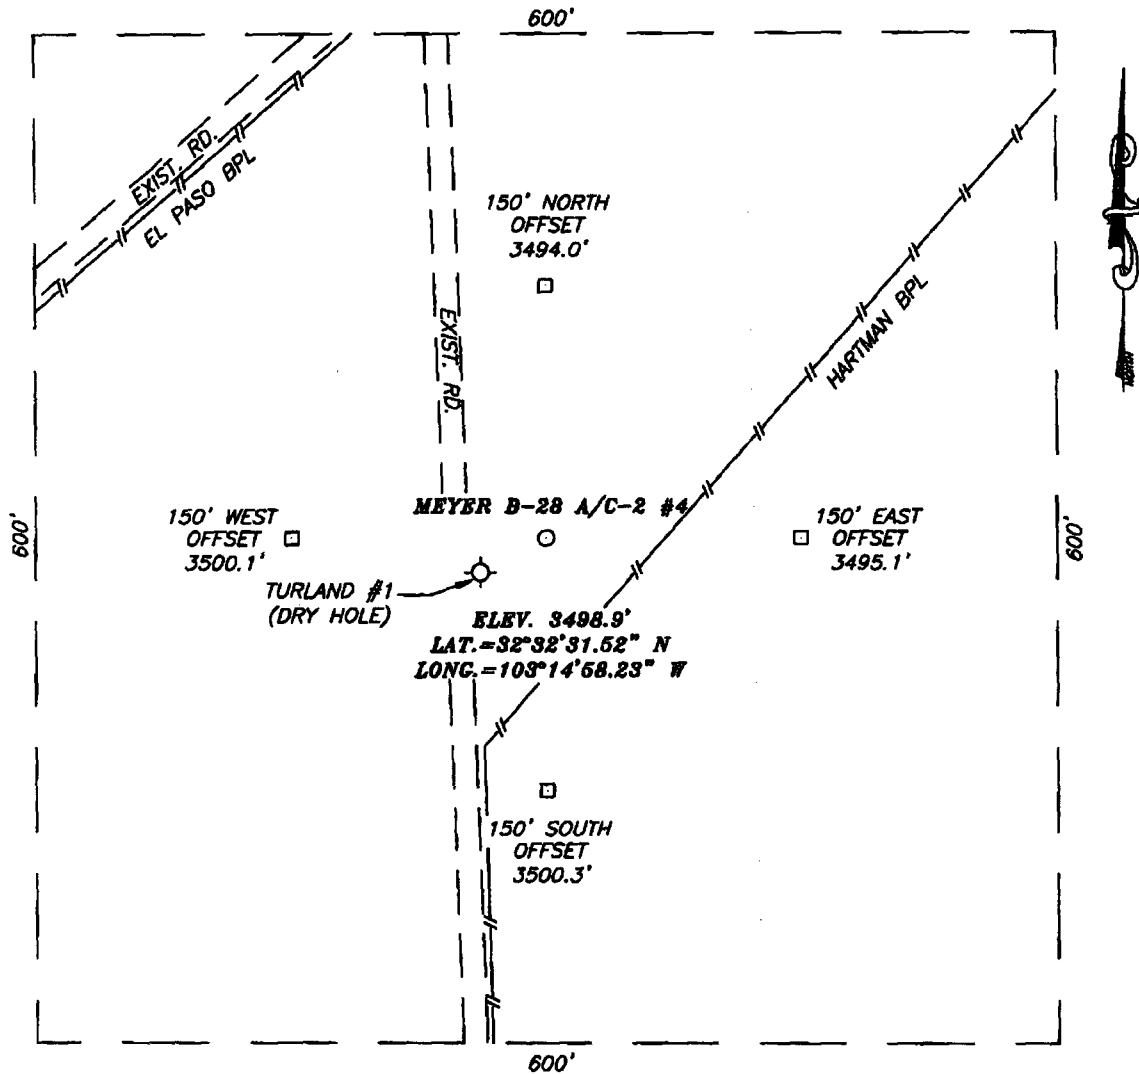 600'
EXIST. RD.
EL PASO BPL
150' NORTH
OFFSET
3494.0'
EXIST. RD.
HARTMAN BPL
MEYER B-28 A/C-2 #4
600'
150' WEST
OFFSET
3500.1'
150' EAST
OFFSET
3495.1'
600'
TURLAND #1
(DRY HOLE)
ELEV. 3498.9'
LAT.=32°32'31.52" N
LONG.=103°14'58.23" W
150' SOUTH
OFFSET
3500.3'
600'